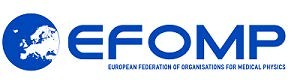 EFOMP
EUROPEAN FEDERATION OF ORGANISATIONS FOR MEDICAL PHYSICS